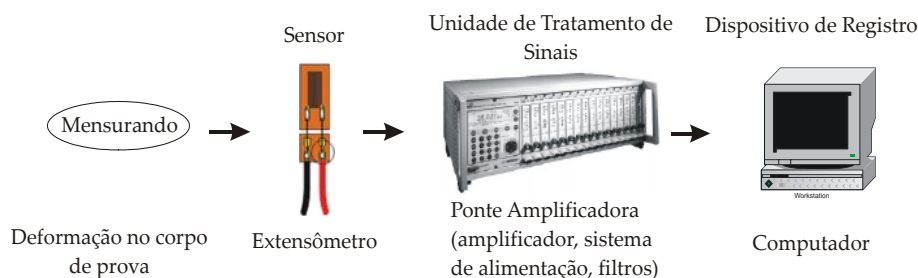 Sensor
Unidade de Tratamento de
Sinais
Dispositivo de Registro
Mensurando
Workstation
Deformação no corpo
de prova
Extensômetro
Ponte Amplificadora
(amplificador, sistema
de alimentação, filtros)
Computador